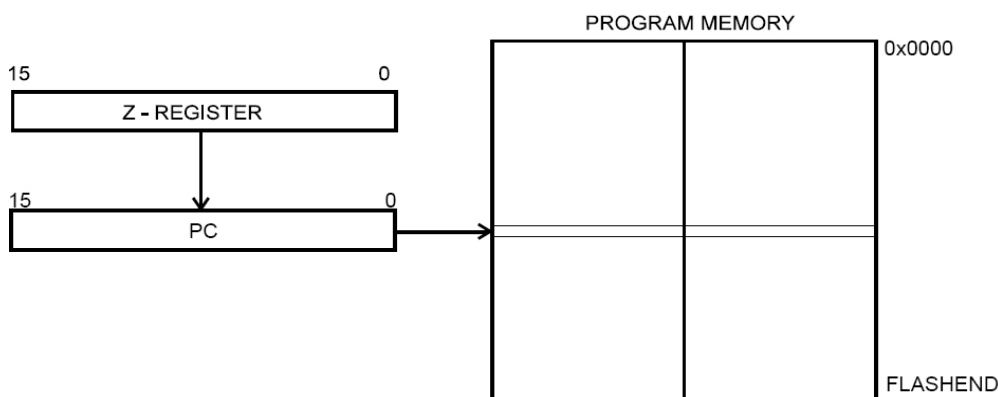 PROGRAM MEMORY
0x0000
15 0
Z - REGISTER
15 0
PC
FLASHEND